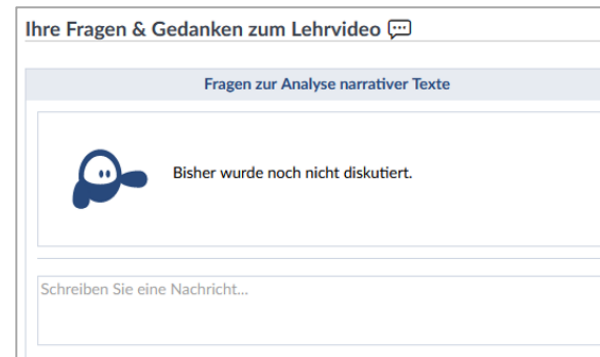 Ihre Fragen & Gedanken zum Lehrvideo
Fragen zur Analyse narrativer Texte
Bisher wurde noch nicht diskutiert.
Schreiben Sie eine Nachricht...